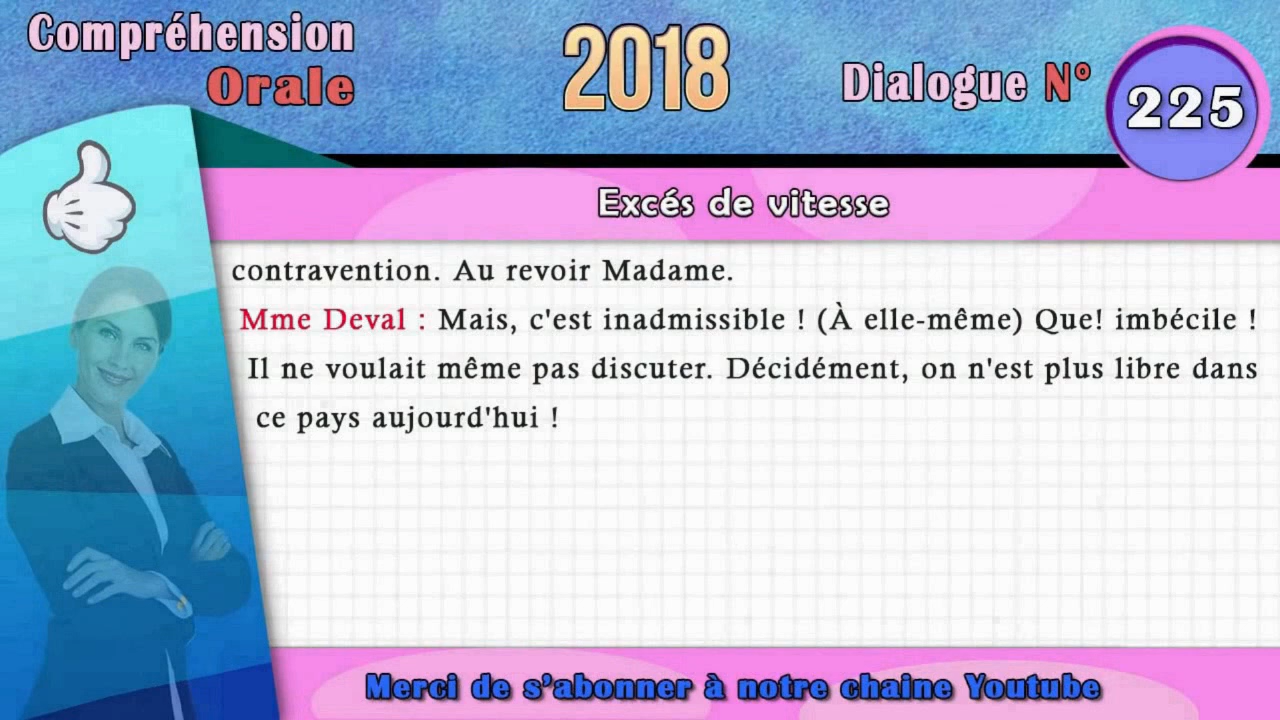 Compréhension
Orale
2018
Dialogue N°
225
Excés de vitesse
contravention. Au revoir Madame.
Mme Deval : Mais, c'est inadmissible ! (À elle-même) Que! imbécile !
Il ne voulait même pas discuter. Décidément, on n'est plus libre dans
ce pays aujourd'hui !
Merci de s'abonner à notre chaine Youtube